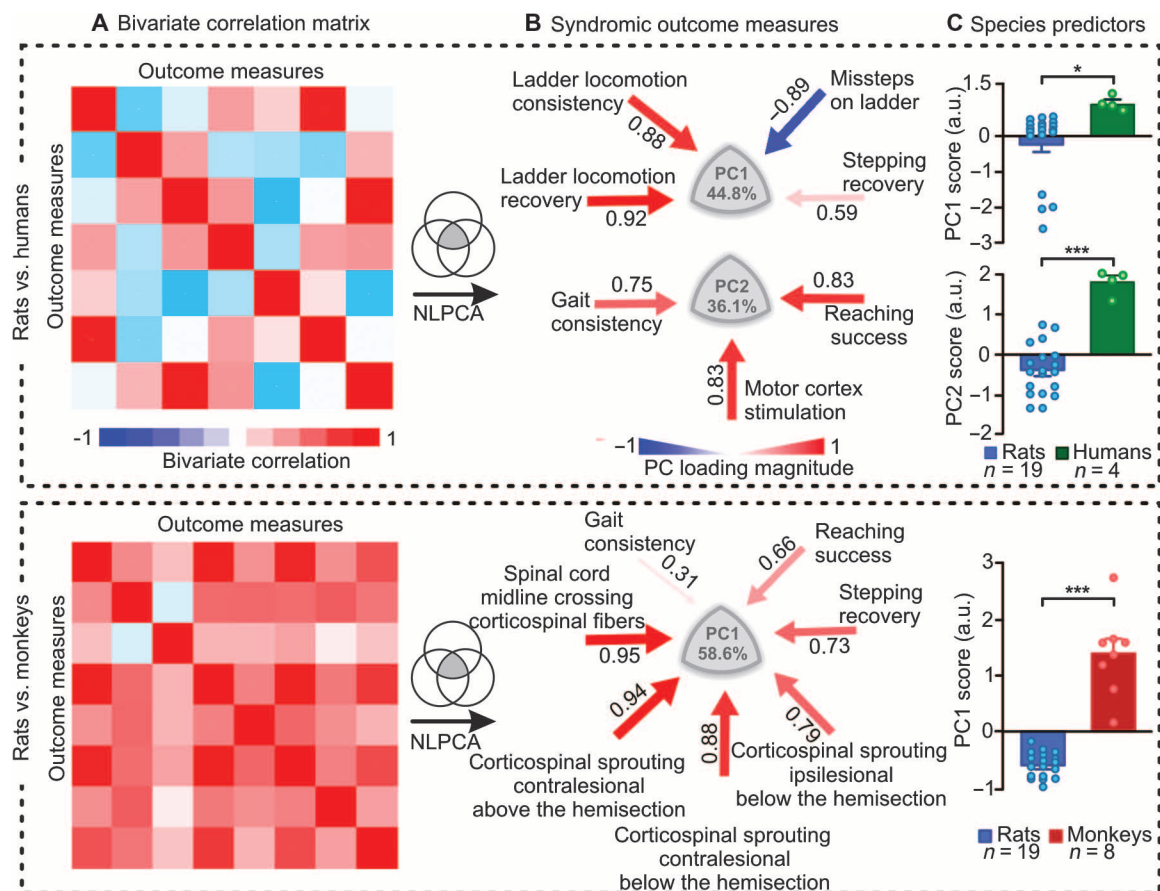 A Bivariate correlation matrix
B Syndromic outcome measures
C Species predictors
Rats vs. humans
Outcome measures
Outcome measures
-1
1
Bivariate correlation
NLPCA
Ladder locomotion
consistency
0.88
Missteps
on ladder
−0.89
Ladder locomotion
recovery
0.92
Stepping
recovery
0.59
PC1
44.8%
Gait
consistency
0.75
PC2
36.1%
0.83
Reaching
success
0.83
Motor cortex
stimulation
−1
1
PC loading magnitude
PC1 score (a.u.)
1.5
0
−1
−2
−3
*
PC2 score (a.u.)
2
1
0
−1
−2
***
Rats
n = 19
Humans
n = 4
Rats vs. monkeys
Outcome measures
Outcome measures
NLPCA
Gait
consistency
0.31
Reaching
success
0.66
Spinal cord
midline crossing
corticospinal fibers
0.95
Stepping
recovery
0.73
PC1
58.6%
0.94
Corticospinal sprouting
contralesional
above the hemisection
0.88
Corticospinal sprouting
contralesional
below the hemisection
0.79
Corticospinal sprouting
ipsilesional
below the hemisection
PC1 score (a.u.)
3
2
1
0
−1
***
Rats
n = 19
Monkeys
n = 8